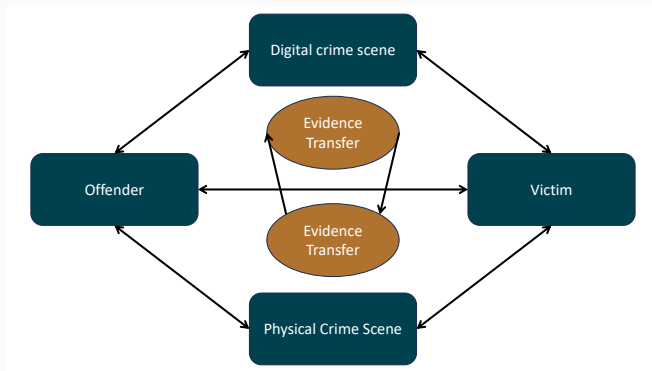 Digital crime scene
Evidence
Transfer
Offender
Victim
Evidence
Transfer
Physical Crime Scene